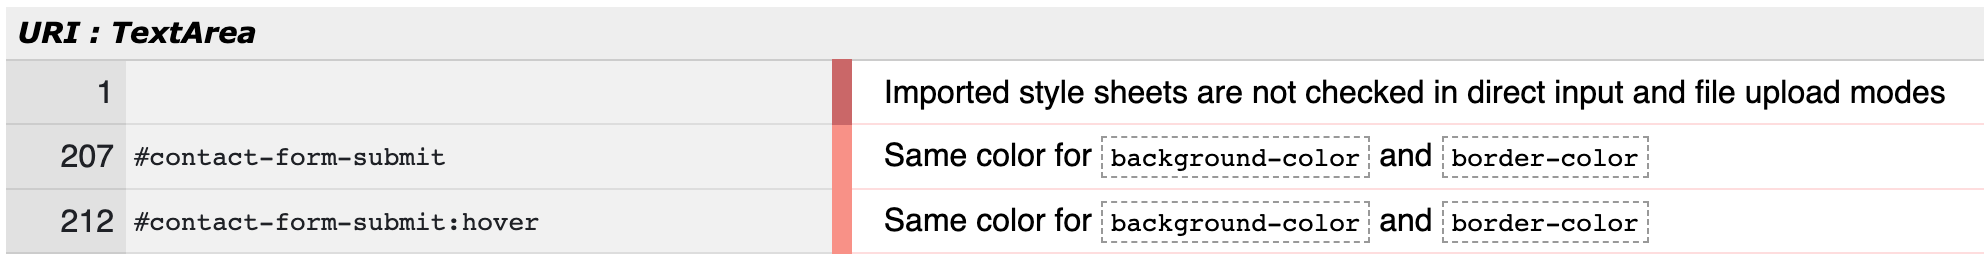 URI : TextArea
1 Imported style sheets are not checked in direct input and file upload modes
207 #contact-form-submit Same color for background-color and border-color
212 #contact-form-submit:hover Same color for background-color and border-color